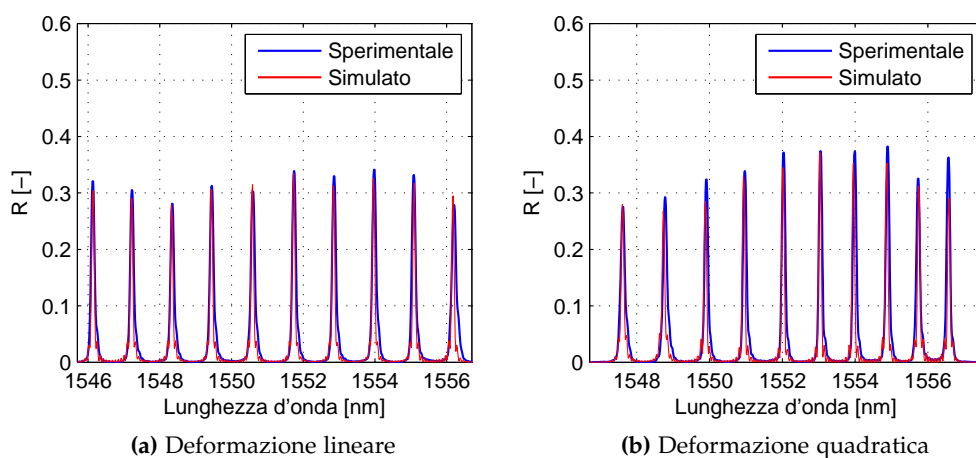 0.6
0.5
0.4
0.3
0.2
0.1
0
R [−]
Sperimentale
Simulato
1546 1548 1550 1552 1554 1556
Lunghezza d'onda [nm]
(a) Deformazione lineare
0.6
0.5
0.4
0.3
0.2
0.1
0
R [−]
Sperimentale
Simulato
1548 1550 1552 1554 1556
Lunghezza d'onda [nm]
(b) Deformazione quadratica